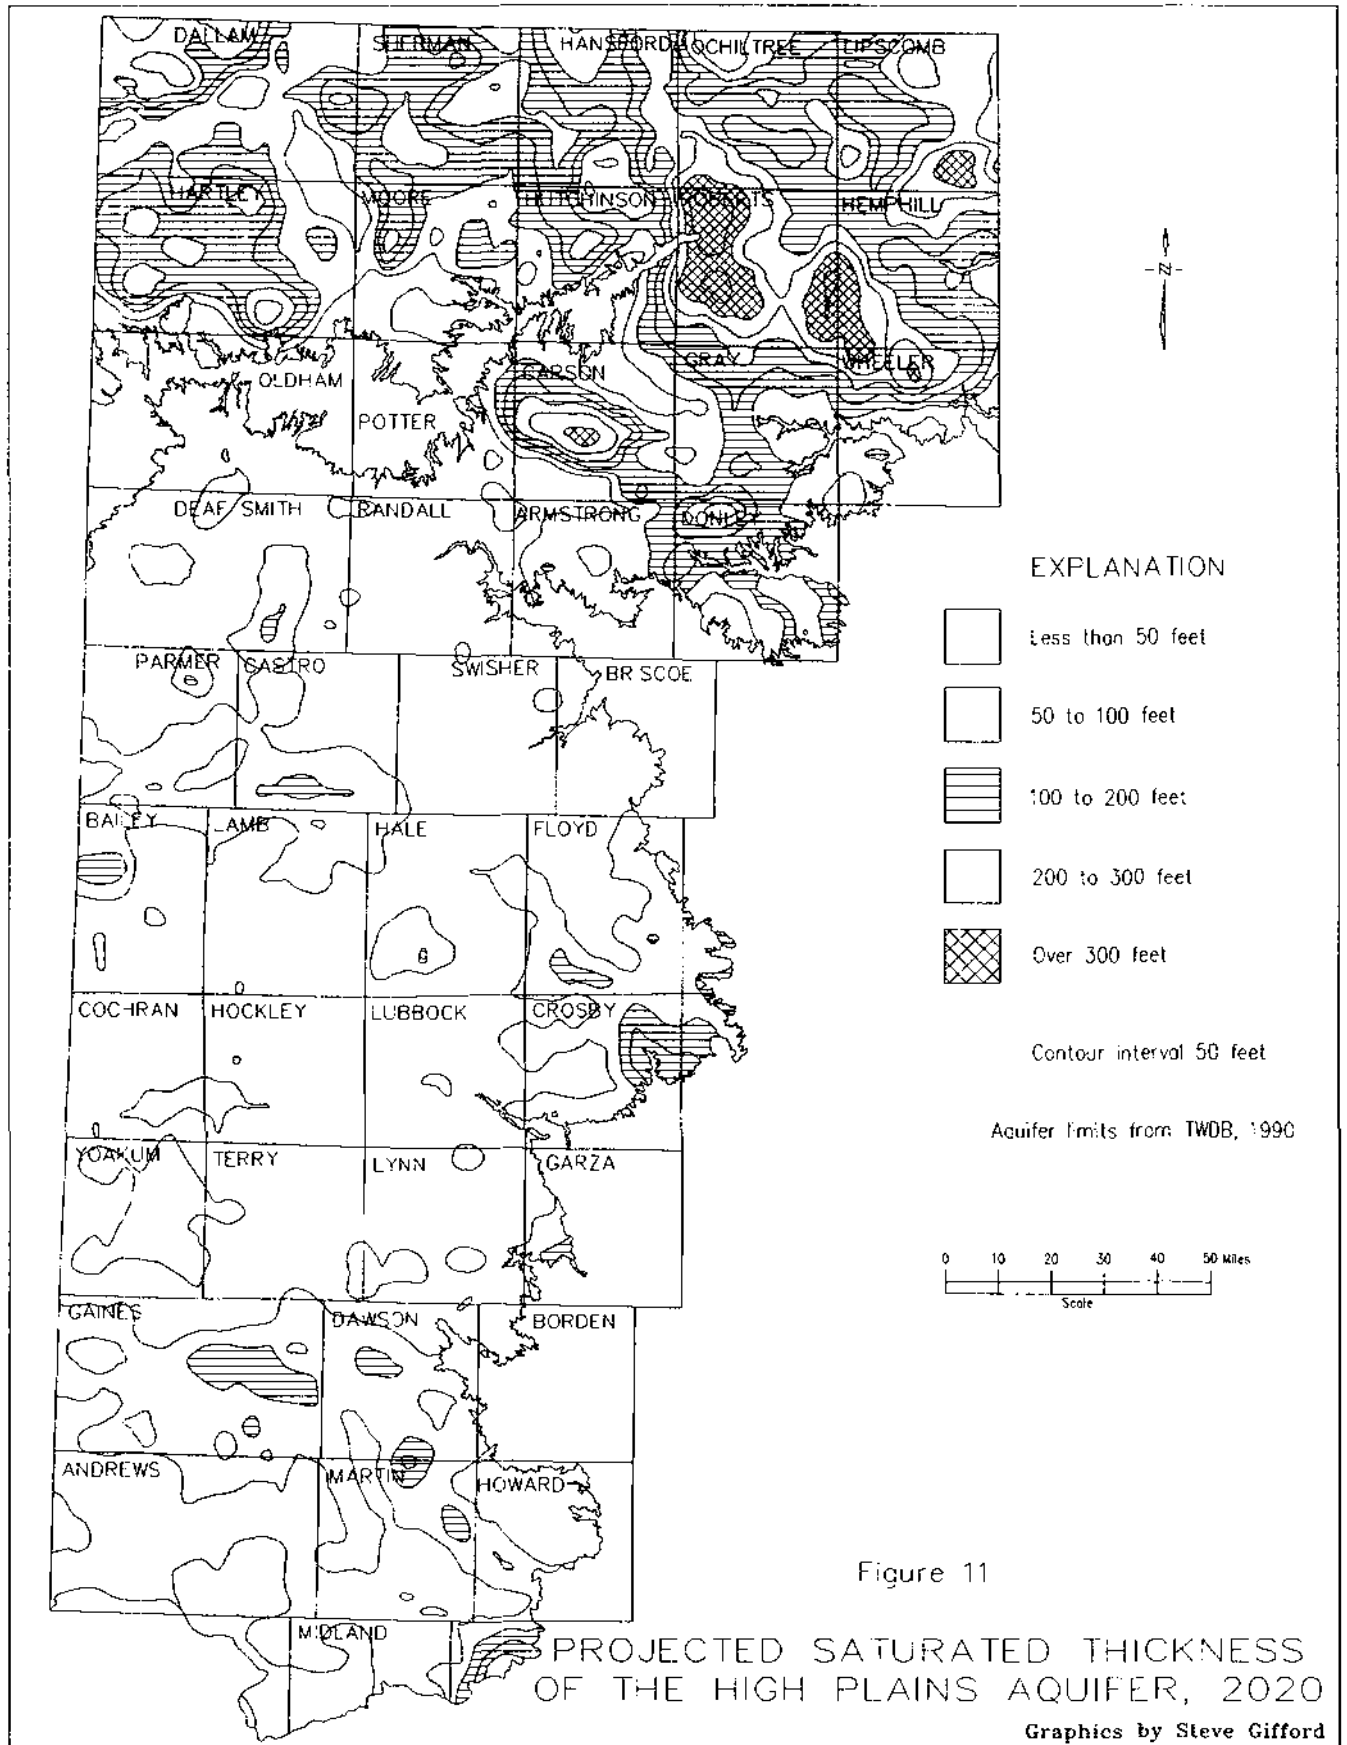 DALLAM SHERMAN HANSFORD OCHILTREE LIPSCOMB
HARTLEY MOORE HUTCHINSON ROBERTS HEMPHILL
OLDHAM POTTER CARSON GRAY WHEELER
DEAF SMITH RANDALL ARMSTRONG
PARMER CASTRO SWISHER BR SCOE
BAILEY LAMB HALE FLOYD
COCHRAN HOCKLEY LUBBOCK CROSBY
YOAKUM TERRY LYNN GARZA
GAINES DAWSON BORDEN
ANDREWS MARTIN HOWARD
MIDLAND
N
EXPLANATION
Less than 50 feet
50 to 100 feet
100 to 200 feet
200 to 300 feet
Over 300 feet
Contour interval 50 feet
Aquifer limits from TWDB, 1990
0 10 20 30 40 50 Miles
Scale
Figure 11
PROJECTED SATURATED THICKNESS
OF THE HIGH PLAINS AQUIFER, 2020
Graphics by Steve Gifford